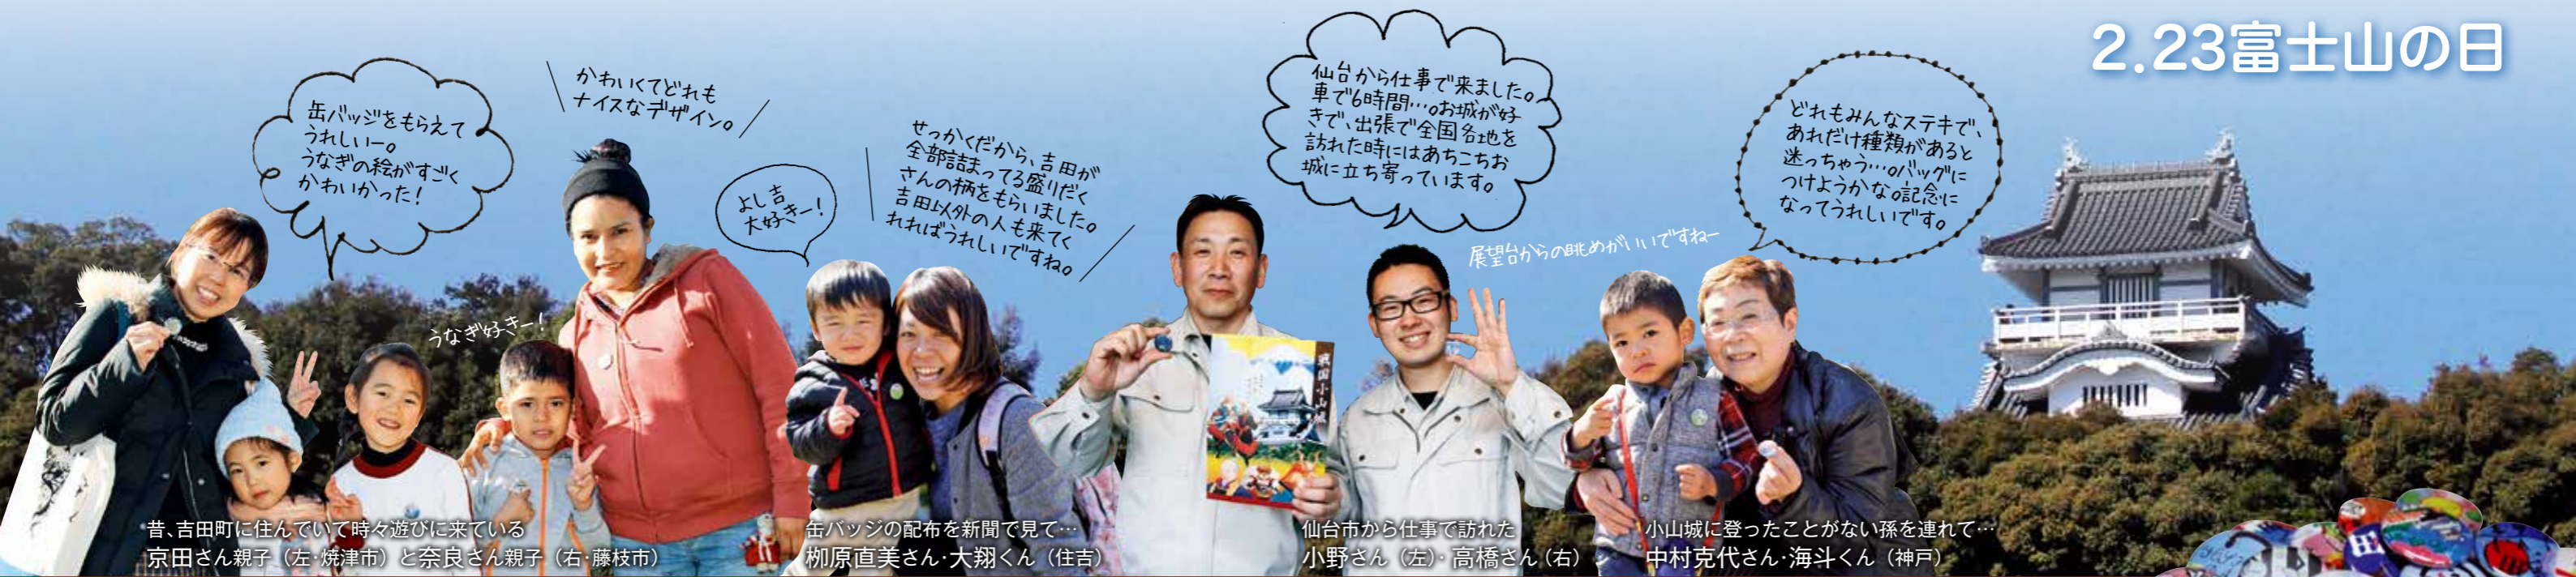 2.23富士山の日
缶バッジをもらえて
うれしいー。
うなぎの絵がすごく
かわいかった！
かわいくてどれも
ナイスなデザイン。
うなぎ好きー！
よし吉
大好きー！
せっかくだから、吉田が
全部詰まってる盛りだく
さんの柄をもらいました。
吉田以外の人も来てく
れればうれしいですね。
仙台から仕事で来ました。
車で6時間…。お城が好
きで、出張で全国各地を
訪れた時にはあちこちお
城に立ち寄っています。
展望台からの眺めがいいですねー
どれもみんなステキで、
あれだけ種類があると
迷っちゃう…。バッグに
つけようかな。記念に
なってうれしいです。
戦国小山城
昔、吉田町に住んでいて時々遊びに来ている
京田さん親子（左・焼津市）と奈良さん親子（右・藤枝市）
缶バッジの配布を新聞で見て…
栁原直美さん・大翔くん（住吉）
仙台市から仕事で訪れた
小野さん（左）・高橋さん（右）
小山城に登ったことがない孫を連れて…
中村克代さん・海斗くん（神戸）